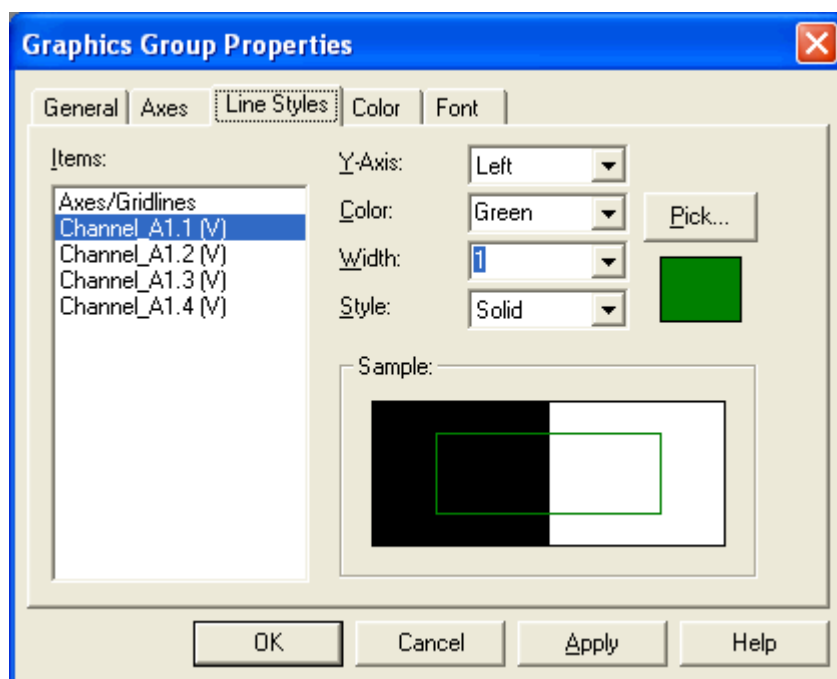 Graphics Group Properties
General Axes Line Styles Color Font
Items:
Axes/Gridlines
Channel_A1.1 (V)
Channel_A1.2 (V)
Channel_A1.3 (V)
Channel_A1.4 (V)
Y-Axis: Left
Color: Green Pick...
Width: 1
Style: Solid
Sample:
OK Cancel Apply Help